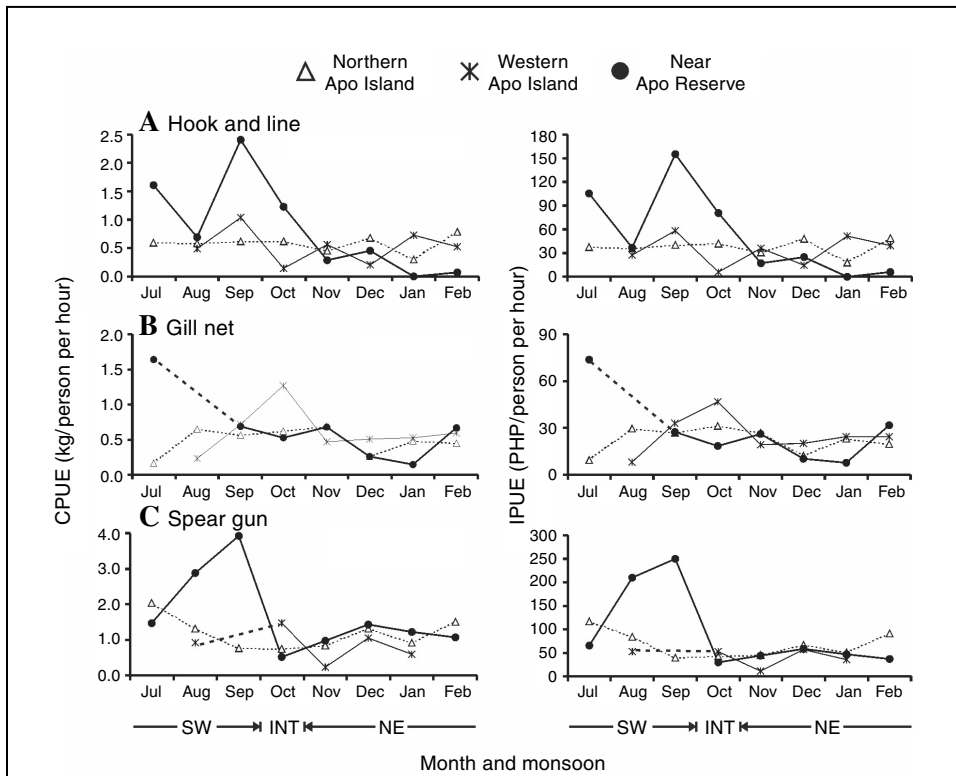 Northern
Apo Island
Western
Apo Island
Near
Apo Reserve
A Hook and line
CPUE (kg/person per hour)
2.5
2.0
1.5
1.0
0.5
0.0
Jul Aug Sep Oct Nov Dec Jan Feb
IPUE (PHP/person per hour)
180
150
120
90
60
30
0
Jul Aug Sep Oct Nov Dec Jan Feb
B Gill net
2.0
1.5
1.0
0.5
0.0
Jul Aug Sep Oct Nov Dec Jan Feb
90
60
30
0
Jul Aug Sep Oct Nov Dec Jan Feb
C Spear gun
4.0
3.0
2.0
1.0
0.0
Jul Aug Sep Oct Nov Dec Jan Feb
300
250
200
150
100
50
0
Jul Aug Sep Oct Nov Dec Jan Feb
SW INT NE
SW INT NE
Month and monsoon